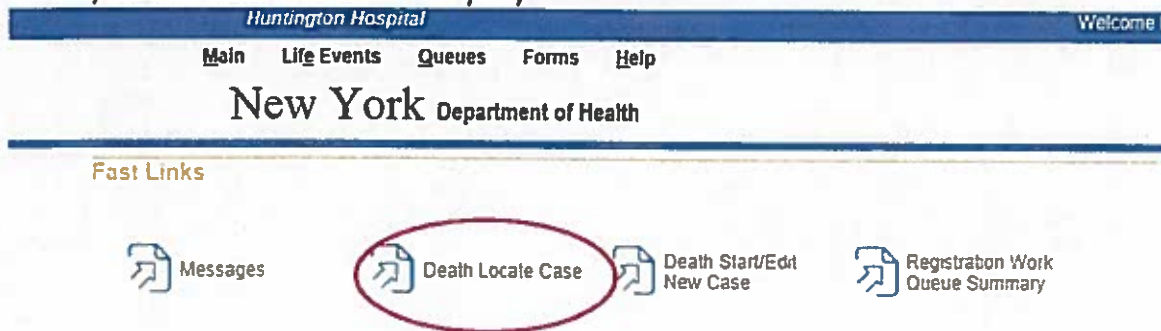 Huntington Hospital Welcome
Main Life Events Queues Forms Help
New York Department of Health
Fast Links
Messages
Death Locate Case
Death Start/Edit
New Case
Registration Work
Queue Summary